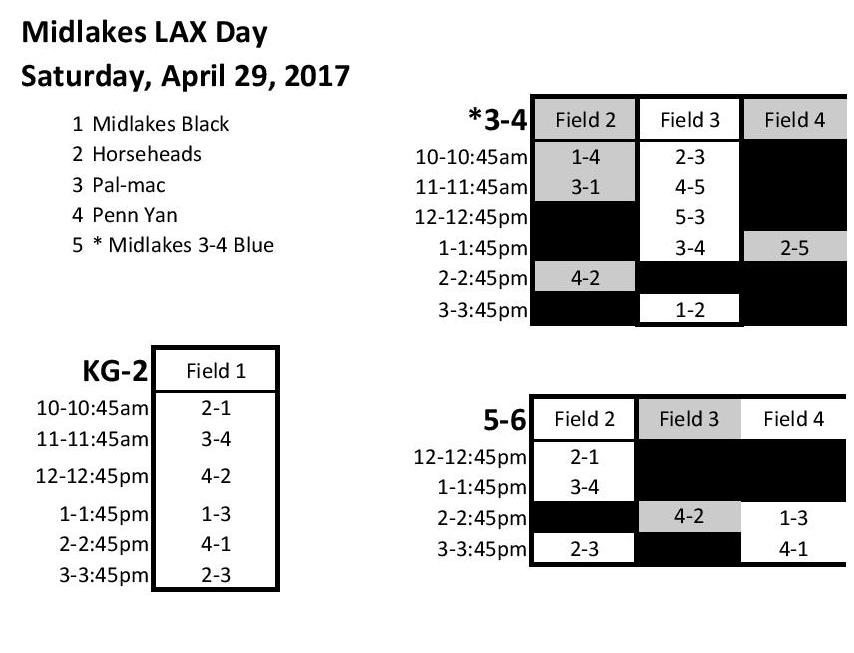 Midlakes LAX Day
Saturday, April 29, 2017
1 Midlakes Black
2 Horseheads
3 Pal-mac
4 Penn Yan
5 * Midlakes 3-4 Blue
*3-4 Field 2 Field 3 Field 4
10-10:45am 1-4 2-3
11-11:45am 3-1 4-5
12-12:45pm 5-3
1-1:45pm 3-4 2-5
2-2:45pm 4-2
3-3:45pm 1-2
KG-2 Field 1
10-10:45am 2-1
11-11:45am 3-4
12-12:45pm 4-2
1-1:45pm 1-3
2-2:45pm 4-1
3-3:45pm 2-3
5-6 Field 2 Field 3 Field 4
12-12:45pm 2-1
1-1:45pm 3-4
2-2:45pm 4-2 1-3
3-3:45pm 2-3 4-1